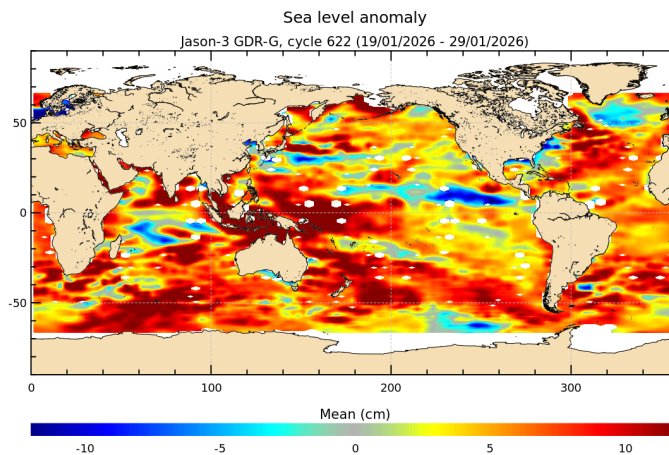 Sea level anomaly
Jason-3 GDR-G, cycle 622 (19/01/2026 - 29/01/2026)
50
0
-50
0 100 200 300
Mean (cm)
-10 -5 0 5 10